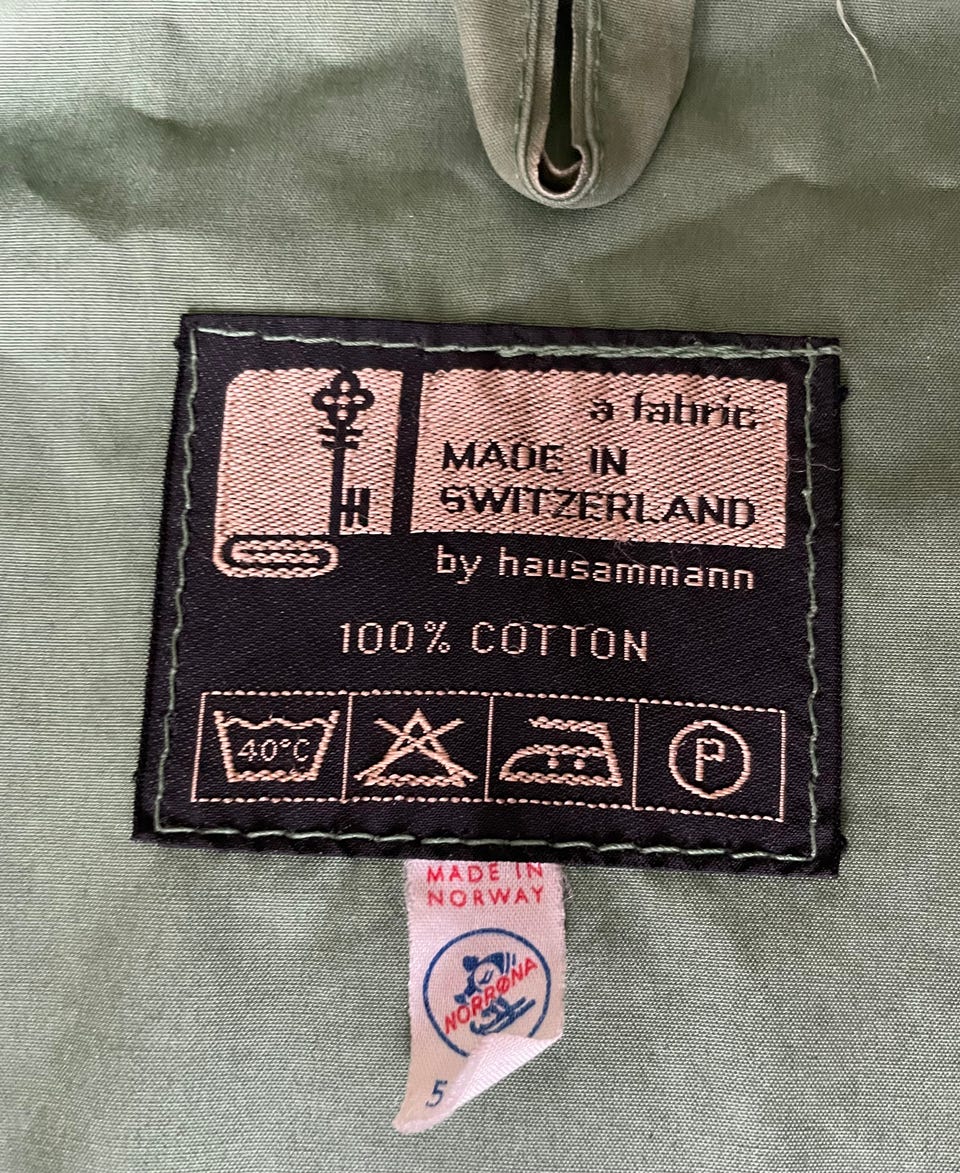 a fabric
MADE IN
SWITZERLAND
by hausammann
100% COTTON
40°C
P
MADE IN
NORWAY
NORRØNA
5